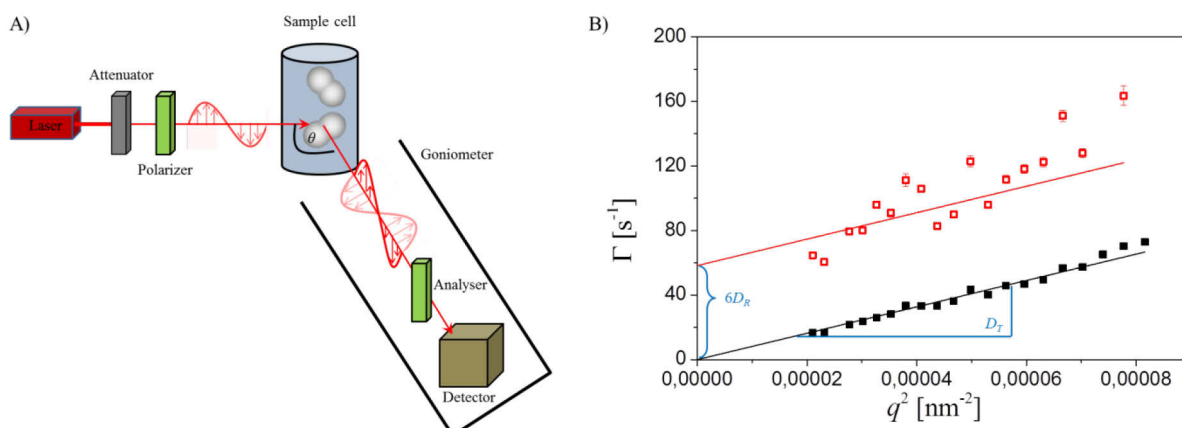 A)
Sample cell
Attenuator
Laser
θ
Polarizer
Goniometer
Analyser
Detector
B)
200
160
120
80
40
0
Γ [s⁻¹]
6D_R
D_T
0,00000 0,00002 0,00004 0,00006 0,00008
q² [nm⁻²]